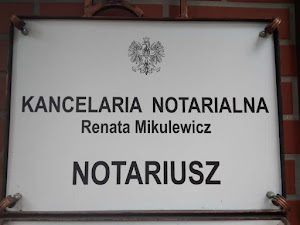 KANCELARIA NOTARIALNA
Renata Mikulewicz
NOTARIUSZ